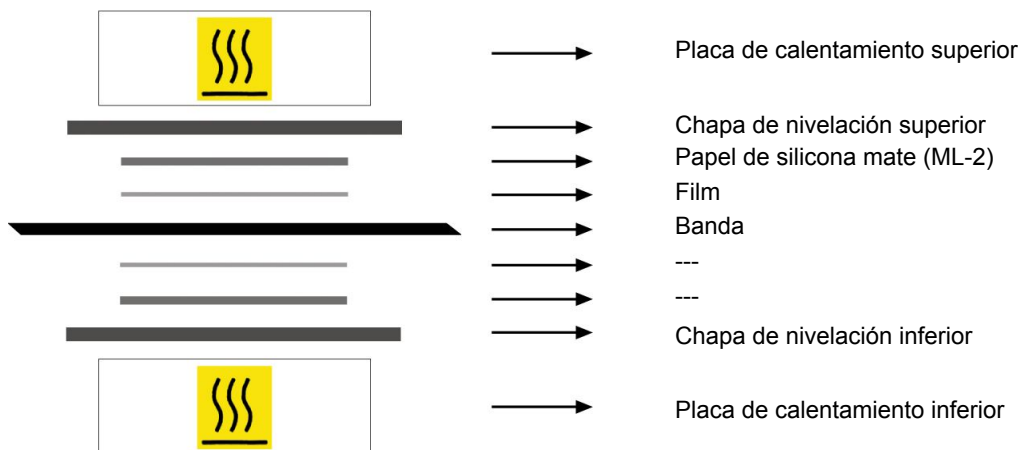 Placa de calentamiento superior
Chapa de nivelación superior
Papel de silicona mate (ML-2)
Film
Banda
---
---
Chapa de nivelación inferior
Placa de calentamiento inferior